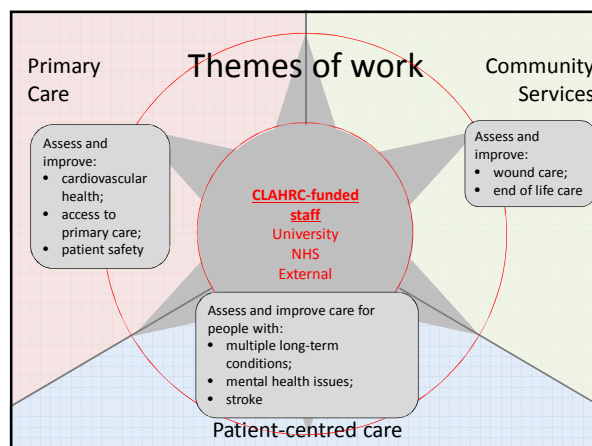 Themes of work
Primary
Care
Community
Services
Assess and
improve:
• cardiovascular
health;
• access to
primary care;
• patient safety
Assess and
improve:
• wound care;
• end of life care
CLAHRC-funded
staff
University
NHS
External
Assess and improve care for
people with:
• multiple long-term
conditions;
• mental health issues;
• stroke
Patient-centred care